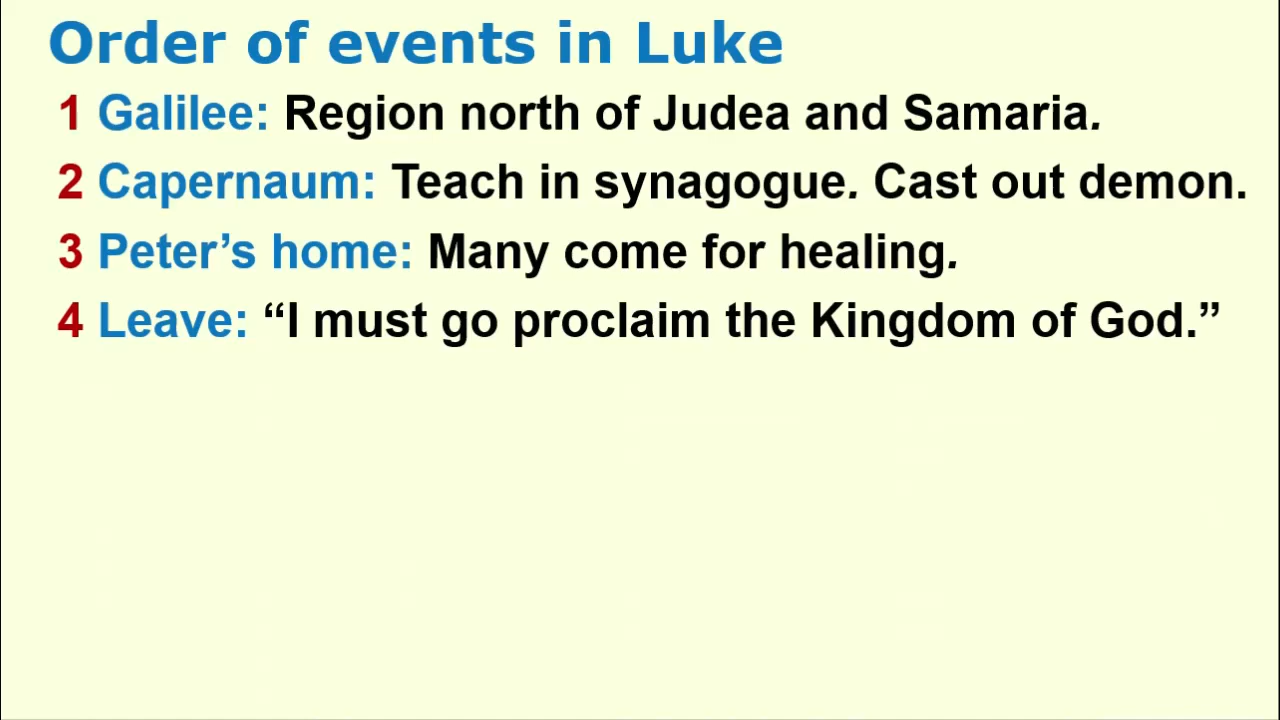 Order of events in Luke
1 Galilee: Region north of Judea and Samaria.
2 Capernaum: Teach in synagogue. Cast out demon.
3 Peter’s home: Many come for healing.
4 Leave: “I must go proclaim the Kingdom of God.”